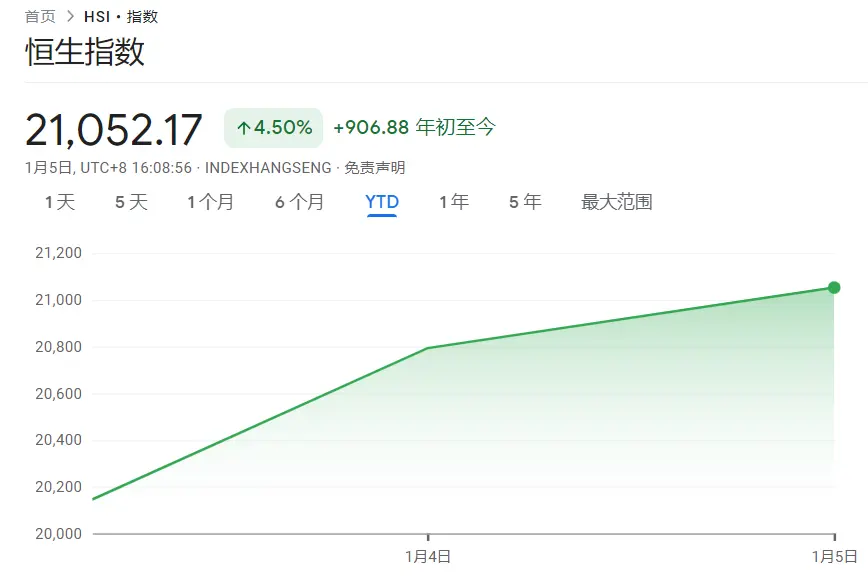 首页 > HSI • 指数
恒生指数
21,052.17 ↑4.50% +906.88 年初至今
1月5日, UTC+8 16:08:56 · INDEXHANGSENG · 免责声明
1天 5天 1个月 6个月 YTD 1年 5年 最大范围
21,200
21,000
20,800
20,600
20,400
20,200
20,000
1月4日 1月5日